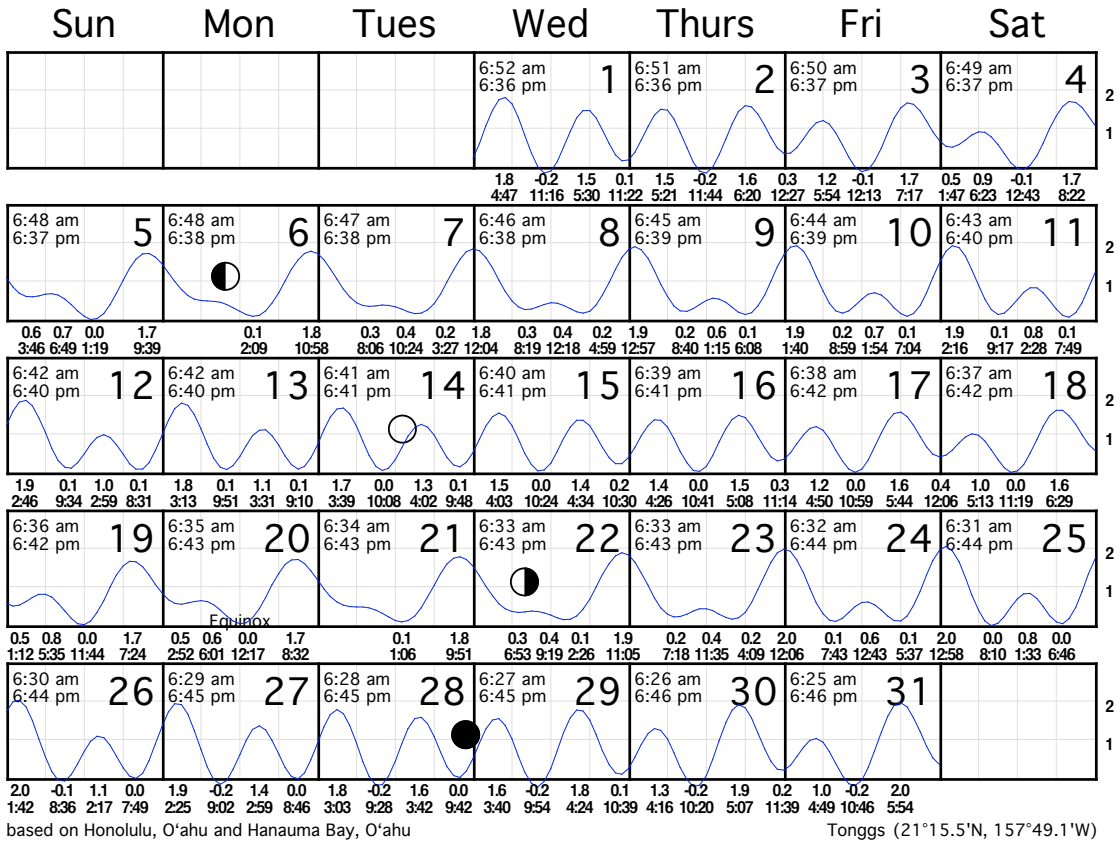 Sun Mon Tues Wed Thurs Fri Sat
6:52 am 6:51 am 6:50 am 6:49 am
6:36 pm 6:36 pm 6:37 pm 6:37 pm
1 2 3 4
2
1
1.8 -0.2 1.5 0.1 1.5 -0.2 1.6 0.3 1.2 -0.1 1.7 0.5 0.9 -0.1 1.7
4:47 11:16 5:30 11:22 5:21 11:44 6:20 12:27 5:54 12:13 7:17 1:47 6:23 12:43 8:22
6:48 am 6:48 am 6:47 am 6:46 am 6:45 am 6:44 am 6:43 am
6:37 pm 6:38 pm 6:38 pm 6:38 pm 6:39 pm 6:39 pm 6:40 pm
5 6 7 8 9 10 11
2
1
0.6 0.7 0.0 1.7 0.1 1.8 0.3 0.4 0.2 1.8 0.3 0.4 0.2 1.9 0.2 0.6 0.1 1.9 0.2 0.7 0.1 1.9 0.1 0.8 0.1
3:46 6:49 1:19 9:39 2:09 10:58 8:06 10:24 3:27 12:04 8:19 12:18 4:59 12:57 8:40 1:15 6:08 1:40 8:59 1:54 7:04 2:16 9:17 2:28 7:49
6:42 am 6:42 am 6:41 am 6:40 am 6:39 am 6:38 am 6:37 am
6:40 pm 6:40 pm 6:41 pm 6:41 pm 6:41 pm 6:42 pm 6:42 pm
12 13 14 15 16 17 18
2
1
1.9 0.1 1.0 0.1 1.8 0.1 1.1 0.1 1.7 0.0 1.3 0.1 1.5 0.0 1.4 0.2 1.4 0.0 1.5 0.3 1.2 0.0 1.6 0.4 1.0 0.0 1.6
2:46 9:34 2:59 8:31 3:13 9:51 3:31 9:10 3:39 10:08 4:02 9:48 4:03 10:24 4:34 10:30 4:26 10:41 5:08 11:14 4:50 10:59 5:44 12:06 5:13 11:19 6:29
6:36 am 6:35 am 6:34 am 6:33 am 6:33 am 6:32 am 6:31 am
6:42 pm 6:43 pm 6:43 pm 6:43 pm 6:43 pm 6:44 pm 6:44 pm
19 20 21 22 23 24 25
2
1
Equinox
0.5 0.8 0.0 1.7 0.5 0.6 0.0 1.7 0.1 1.8 0.3 0.4 0.1 1.9 0.2 0.4 0.2 2.0 0.1 0.6 0.1 2.0 0.0 0.8 0.0
1:12 5:35 11:44 7:24 2:52 6:01 12:17 8:32 1:06 9:51 6:53 9:19 2:26 11:05 7:18 11:35 4:09 12:06 7:43 12:43 5:37 12:58 8:10 1:33 6:46
6:30 am 6:29 am 6:28 am 6:27 am 6:26 am 6:25 am
6:44 pm 6:45 pm 6:45 pm 6:45 pm 6:46 pm 6:46 pm
26 27 28 29 30 31
2
1
2.0 -0.1 1.1 0.0 1.9 -0.2 1.4 0.0 1.8 -0.2 1.6 0.0 1.6 -0.2 1.8 0.1 1.3 -0.2 1.9 0.2 1.0 -0.1 2.0
1:42 8:36 2:17 7:49 2:25 9:02 2:59 8:46 3:03 9:28 3:42 9:42 3:40 9:54 4:24 10:39 4:16 10:20 5:07 11:39 4:49 10:46 5:54
based on Honolulu, Oʻahu and Hanauma Bay, Oʻahu Tonggs (21°15.5'N, 157°49.1'W)